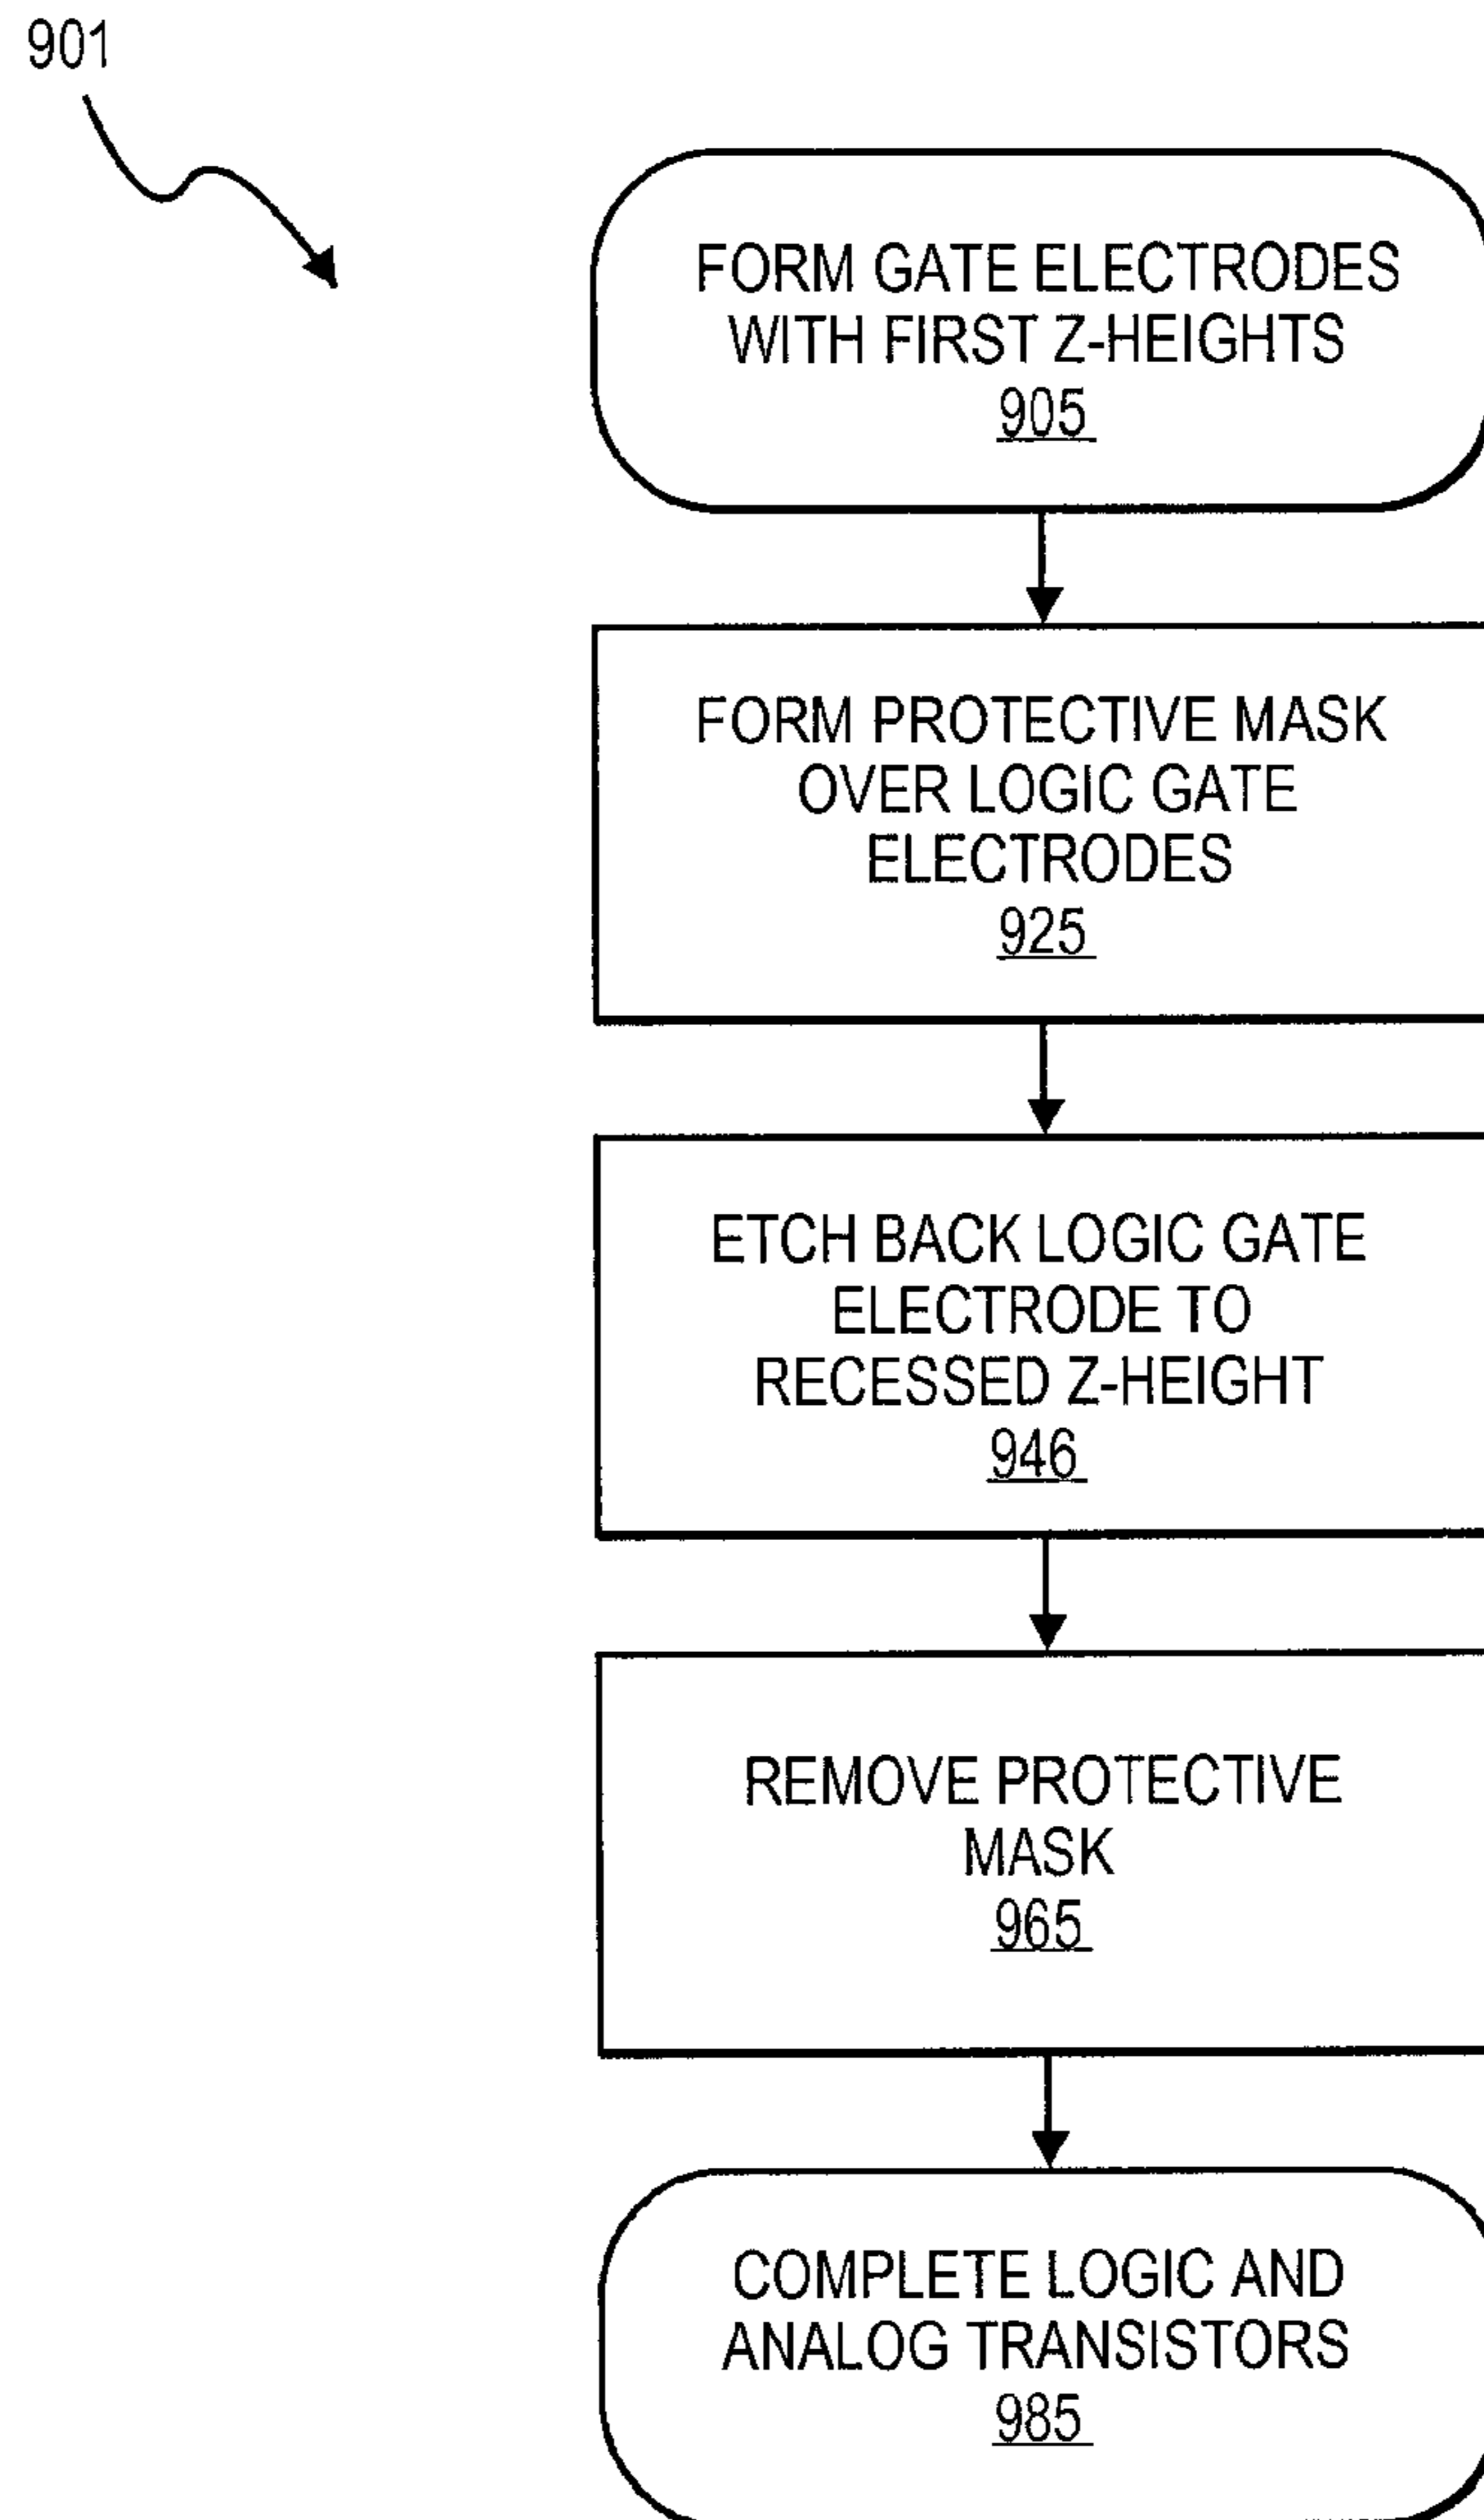 901
FORM GATE ELECTRODES
WITH FIRST Z-HEIGHTS
905
FORM PROTECTIVE MASK
OVER LOGIC GATE
ELECTRODES
925
ETCH BACK LOGIC GATE
ELECTRODE TO
RECESSED Z-HEIGHT
946
REMOVE PROTECTIVE
MASK
965
COMPLETE LOGIC AND
ANALOG TRANSISTORS
985